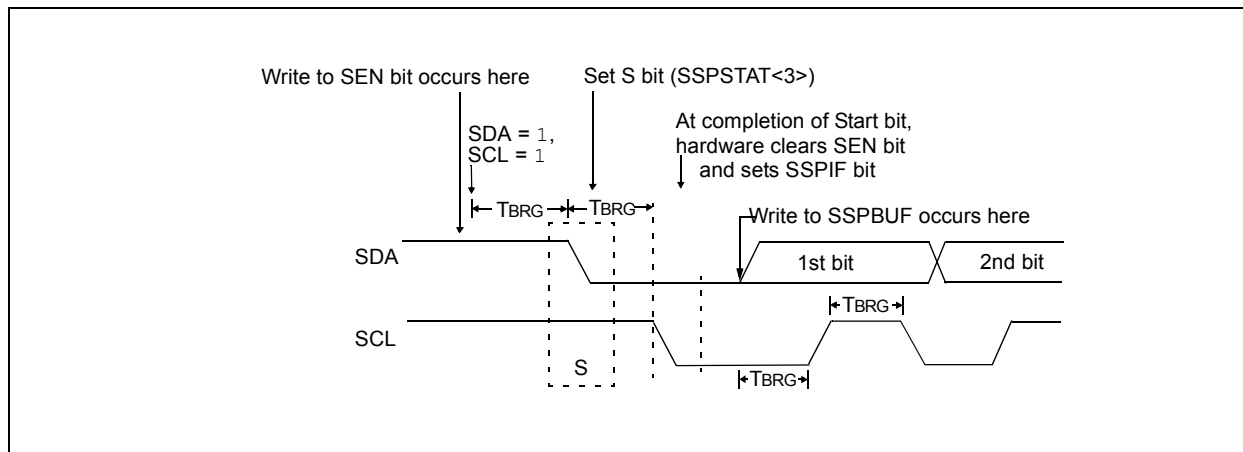 Write to SEN bit occurs here
Set S bit (SSPSTAT<3>)
SDA = 1,
SCL = 1
At completion of Start bit,
hardware clears SEN bit
and sets SSPIF bit
TBRG
TBRG
Write to SSPBUF occurs here
SDA
1st bit
2nd bit
TBRG
SCL
S
TBRG